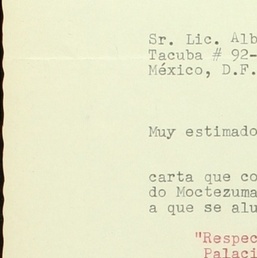 Sr. Lic. Alb
Tacuba # 92-
México, D.F.
Muy estimado
carta que co
do Moctezuma
a que se alu
"Respec
Palaci